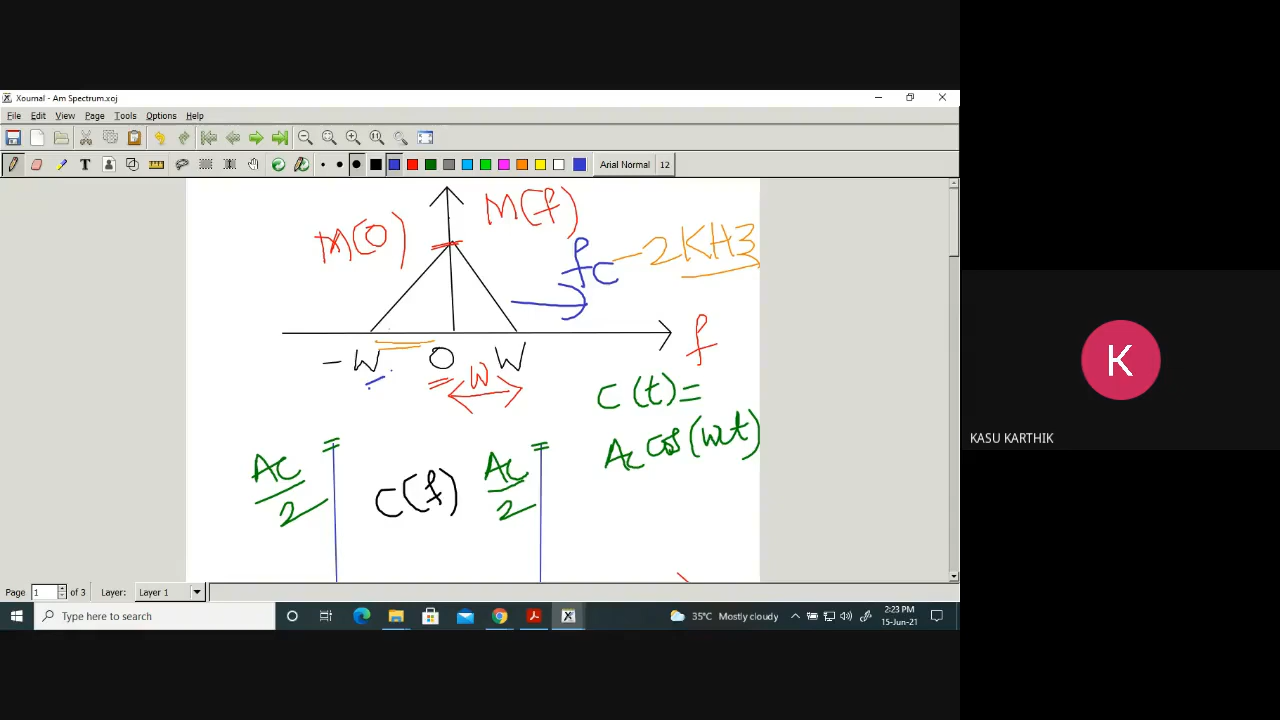 Xournal - Am Spectrum.xoj
File Edit View Page Tools Options Help
Arial Normal 12
M(0) M(f)
fc - 2KHz
-W 0 W f
W
C(t)=
Ac cos(wct)
Ac/2 C(f) Ac/2
K
KASU KARTHIK
Page 1 of 3 Layer: Layer 1
Type here to search
35°C Mostly cloudy
2:23 PM
15-Jun-21